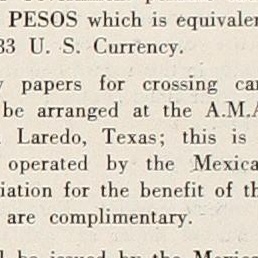 PESOS which is equivalen
33 U. S. Currency.
papers for crossing ca
be arranged at the A.M.A
Laredo, Texas; this is
operated by the Mexica
iation for the benefit of th
are complimentary.